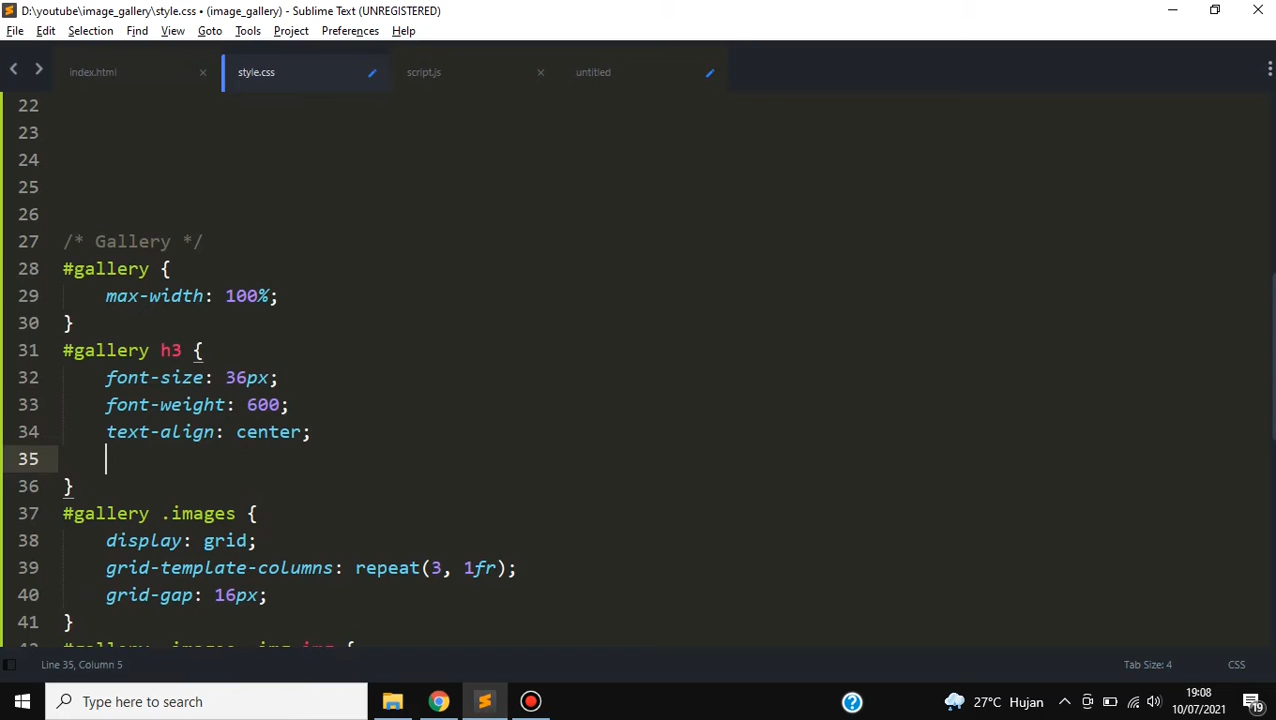 D:\youtube\image_gallery\style.css • (image_gallery) - Sublime Text (UNREGISTERED)
File Edit Selection Find View Goto Tools Project Preferences Help
index.html style.css script.js untitled
22
23
24
25
26
27 /* Gallery */
28 #gallery {
29 max-width: 100%;
30 }
31 #gallery h3 {
32 font-size: 36px;
33 font-weight: 600;
34 text-align: center;
35
36 }
37 #gallery .images {
38 display: grid;
39 grid-template-columns: repeat(3, 1fr);
40 grid-gap: 16px;
41 }
Line 35, Column 5 Tab Size: 4 CSS
Type here to search 27°C Hujan 19:08
10/07/2021 19